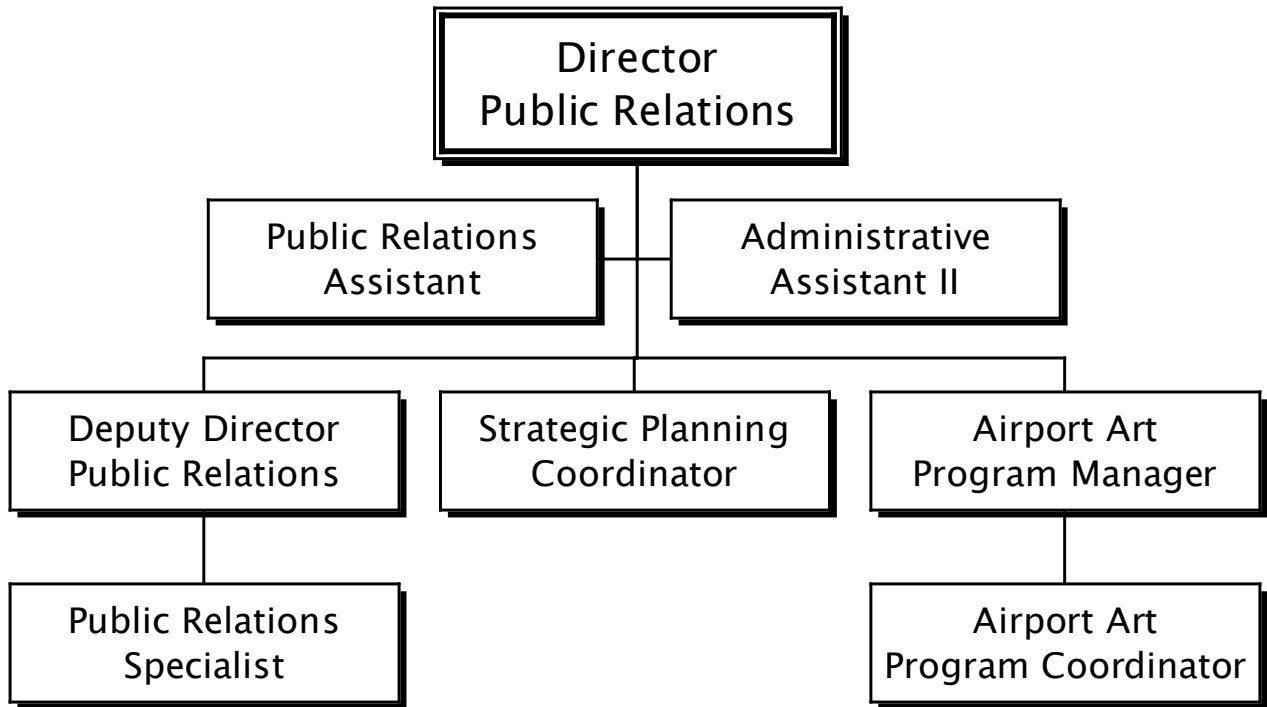 Director
Public Relations
Public Relations
Assistant
Administrative
Assistant II
Deputy Director
Public Relations
Strategic Planning
Coordinator
Airport Art
Program Manager
Public Relations
Specialist
Airport Art
Program Coordinator